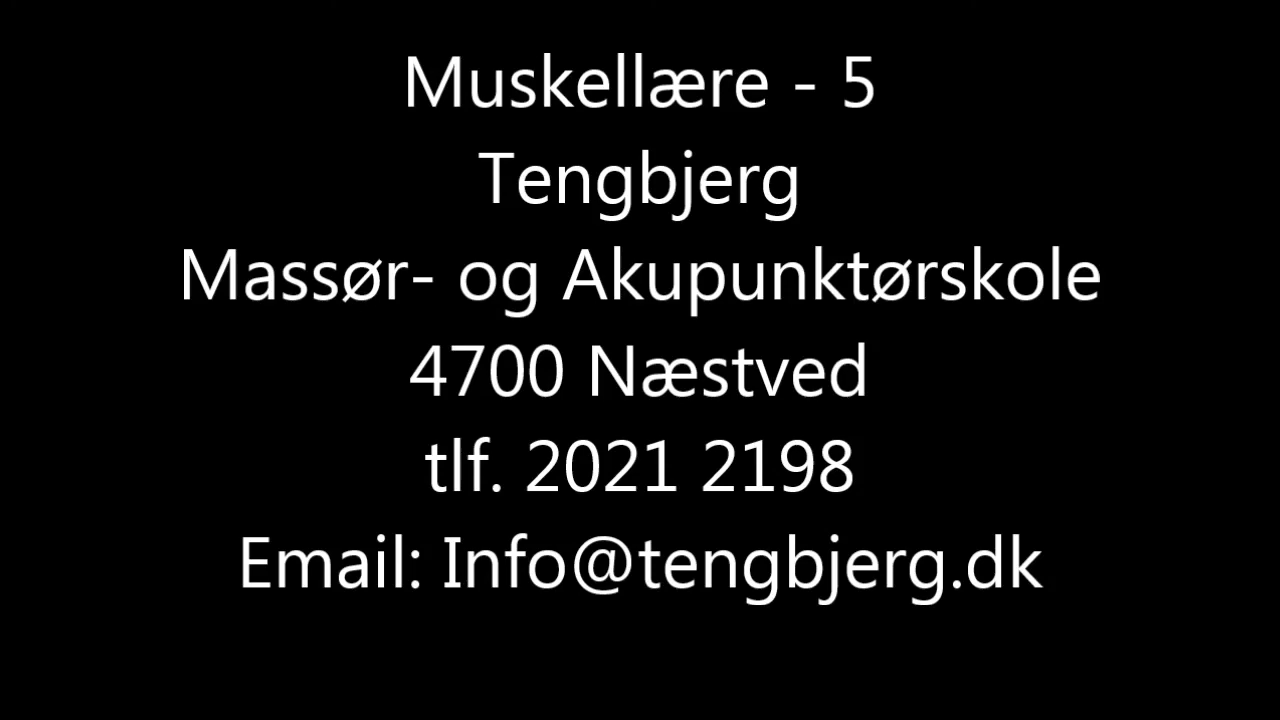 Muskellære - 5
Tengbjerg
Massør- og Akupunktørskole
4700 Næstved
tlf. 2021 2198
Email: Info@tengbjerg.dk